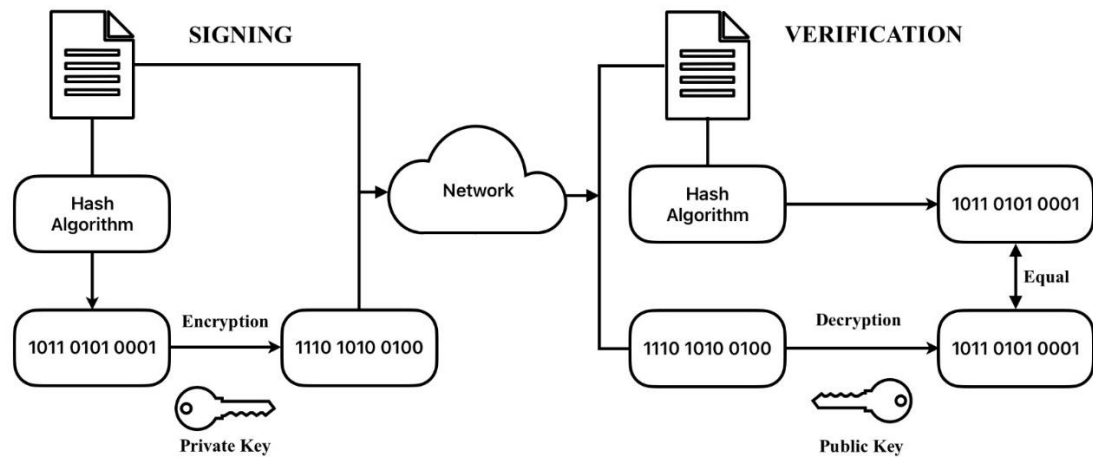 SIGNING
Hash
Algorithm
1011 0101 0001
Encryption
1110 1010 0100
Private Key
Network
VERIFICATION
Hash
Algorithm
1011 0101 0001
Equal
1110 1010 0100
Decryption
1011 0101 0001
Public Key